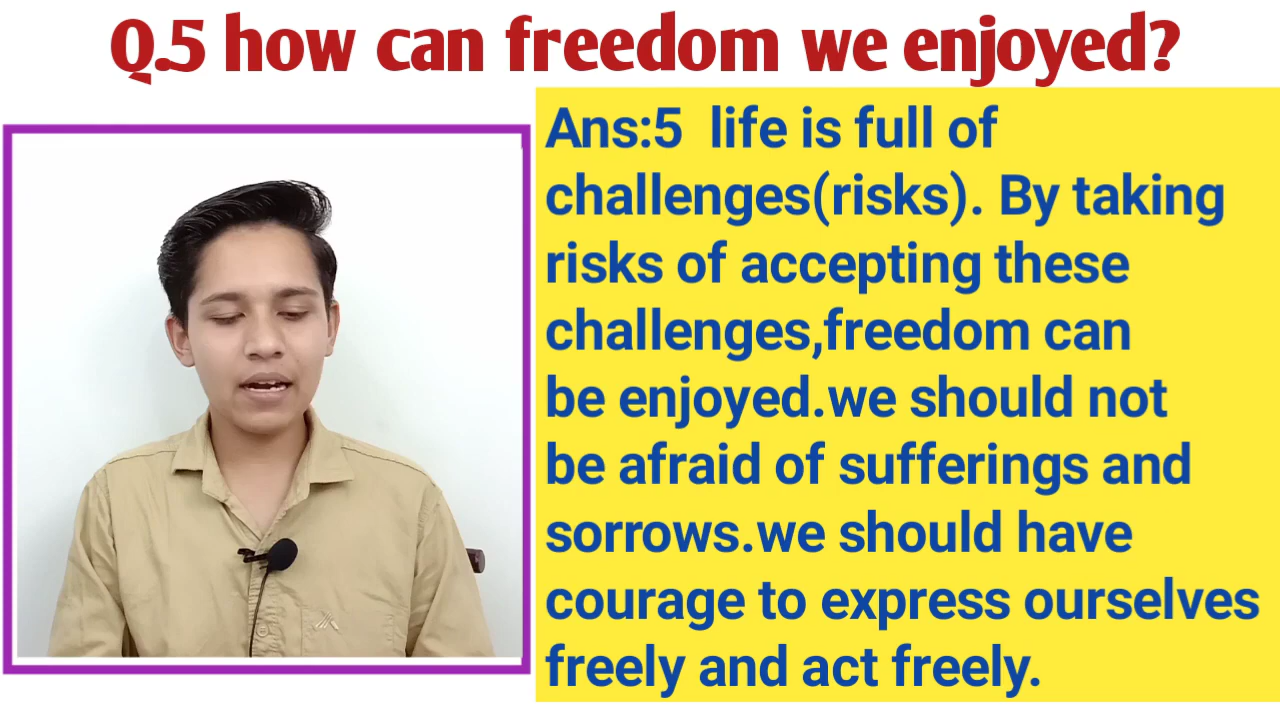 Q.5 how can freedom we enjoyed?
Ans:5 life is full of
challenges(risks). By taking
risks of accepting these
challenges,freedom can
be enjoyed.we should not
be afraid of sufferings and
sorrows.we should have
courage to express ourselves
freely and act freely.